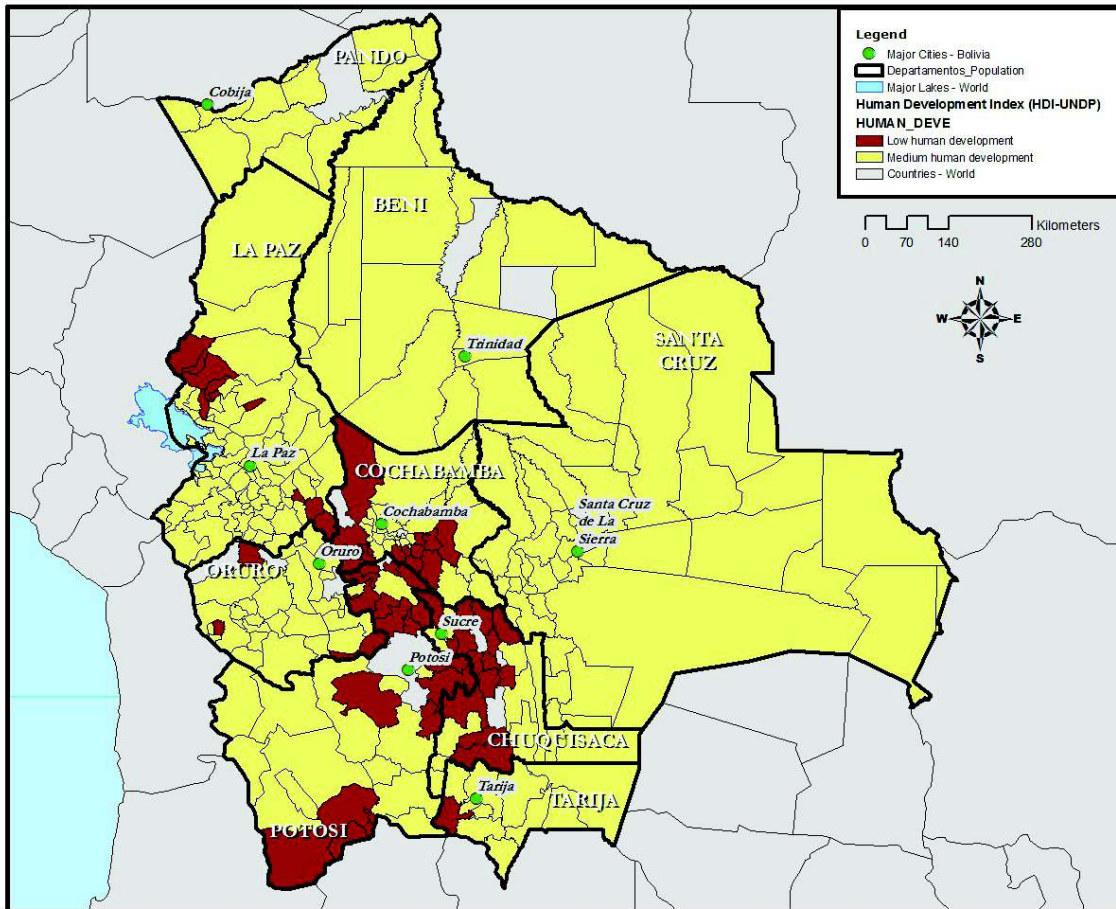 Legend
Major Cities - Bolivia
Departamentos_Population
Major Lakes - World
Human Development Index (HDI-UNDP)
HUMAN_DEVE
Low human development
Medium human development
Countries - World
Kilometers
0 70 140 280
N
W E
S
PANDO
Cobija
BENI
LA PAZ
Trinidad
SANTA
CRUZ
La Paz
COCHABAMBA
Cochabamba
Santa Cruz
de La
Sierra
Oruro
ORURO
Sucre
Potosi
CHUQUISACA
Tarija
TARIJA
POTOSI